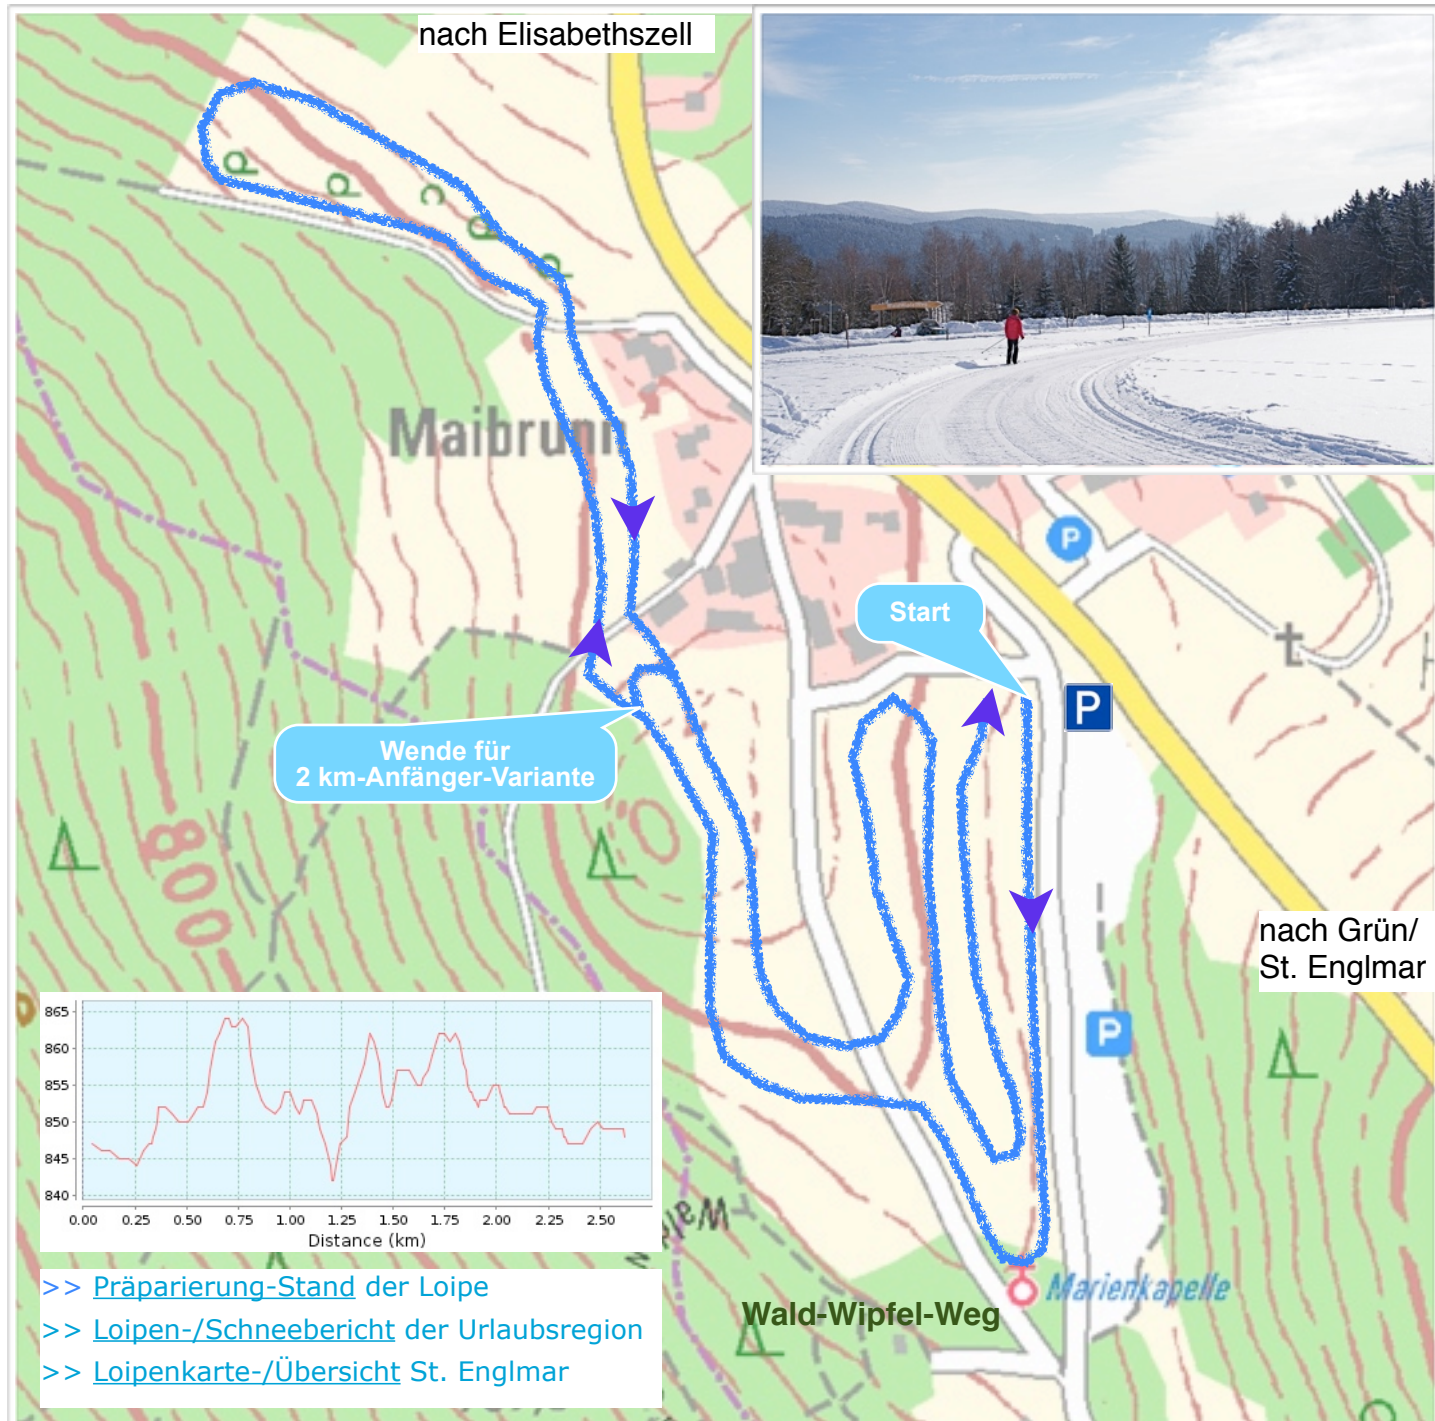 nach Elisabethszell
Maibrunn
P
Start
P
Wende für
2 km-Anfänger-Variante
800
nach Grün/
St. Englmar
P
865
860
855
850
845
840
0.00 0.25 0.50 0.75 1.00 1.25 1.50 1.75 2.00 2.25 2.50
Distance (km)
Marienkapelle
Wald-Wipfel-Weg
>> Präparierung-Stand der Loipe
>> Loipen-/Schneebericht der Urlaubsregion
>> Loipenkarte-/Übersicht St. Englmar